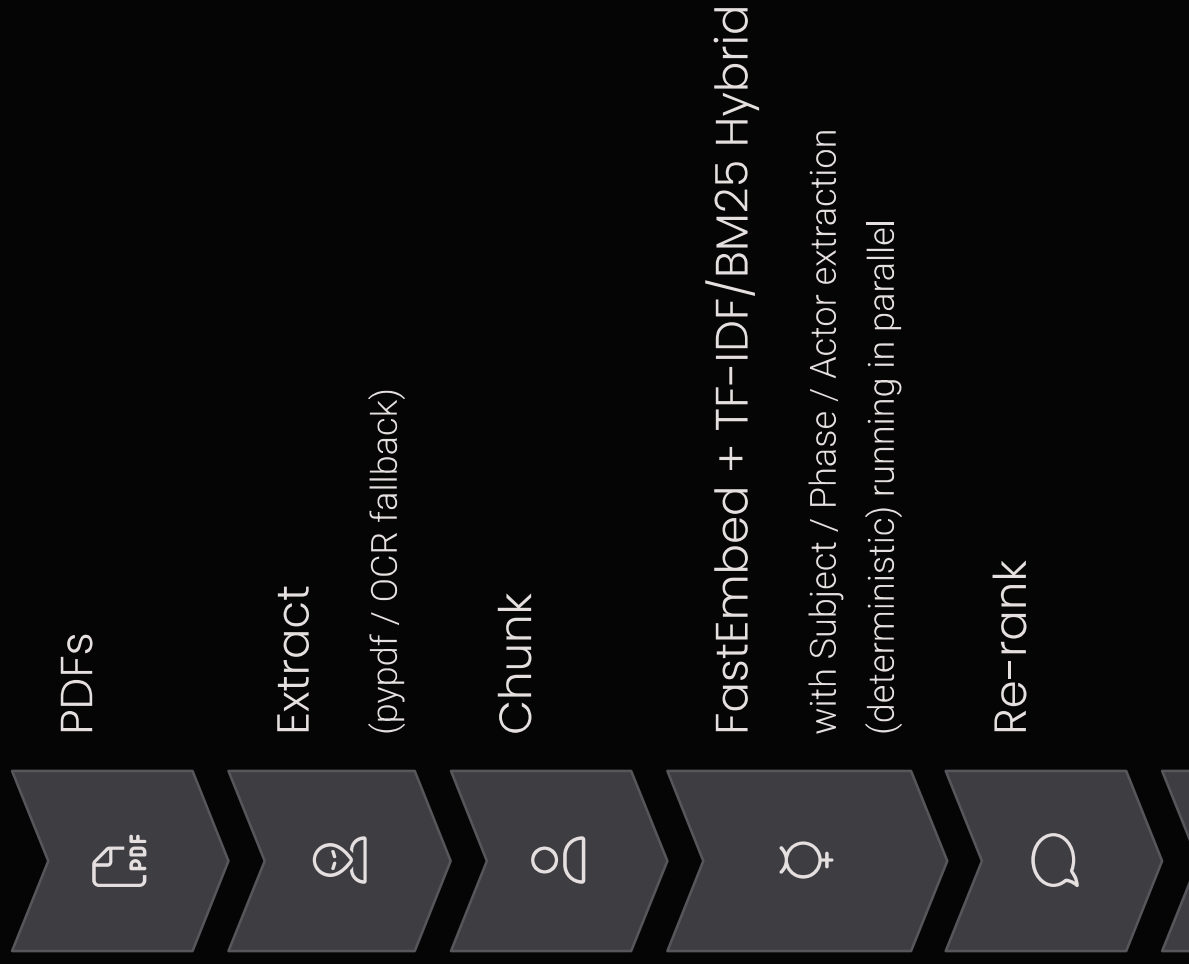 PDFs
Extract
(pypdf / OCR fallback)
Chunk
FastEmbed + TF-IDF/BM25 Hybrid
with Subject / Phase / Actor extraction
(deterministic) running in parallel
Re-rank
PDF